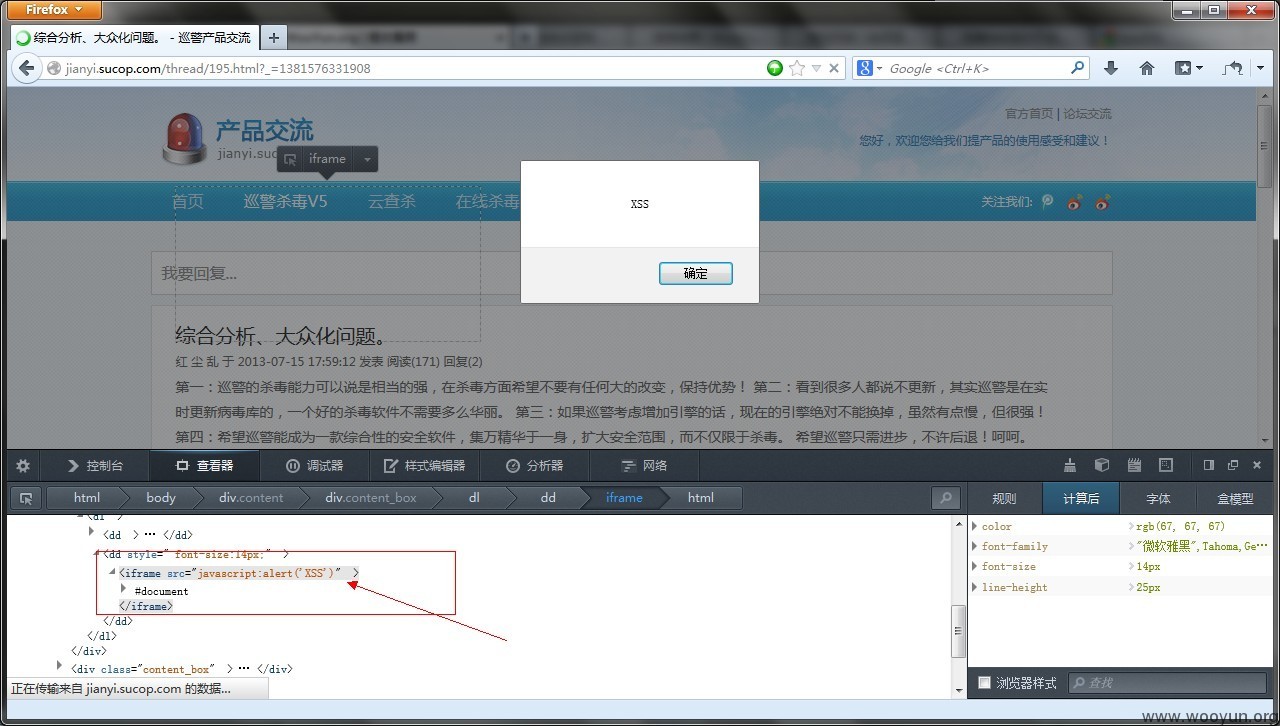 Firefox
综合分析、大众化问题。 - 巡警产品交流
jianyi.sucop.com/thread/195.html?_=1381576331908
Google <Ctrl+K>
官方首页 | 论坛交流
产品交流
jianyi.suc
您好，欢迎您给我们提产品的使用感受和建议！
iframe
首页 巡警杀毒V5 云查杀 在线杀毒
关注我们:
XSS
确定
我要回复...
综合分析、大众化问题。
红 尘 乱 于 2013-07-15 17:59:12 发表 阅读(171) 回复(2)
第一：巡警的杀毒能力可以说是相当的强，在杀毒方面希望不要有任何大的改变，保持优势！ 第二：看到很多人都说不更新，其实巡警是在实
时更新病毒库的，一个好的杀毒软件不需要多么华丽。 第三：如果巡警考虑增加引擎的话，现在的引擎绝对不能换掉，虽然有点慢，但很强！
第四：希望巡警能成为一款综合性的安全软件，集万精华于一身，扩大安全范围，而不仅限于杀毒。 希望巡警只需进步，不许后退！呵呵。
控制台 查看器 调试器 样式编辑器 分析器 网络
html body div.content div.content_box dl dd iframe html
规则 计算后 字体 盒模型
<dl >
<dd > ··· </dd>
<dd style=" font-size:14px;" >
<iframe src="javascript:alert('XSS')" >
#document
</iframe>
</dd>
</dl>
</div>
<div class="content_box" > ··· </div>
color rgb(67, 67, 67)
font-family "微软雅黑",Tahoma,Ge…
font-size 14px
line-height 25px
正在传输来自 jianyi.sucop.com 的数据...
浏览器样式
查找
www.wooyun.org